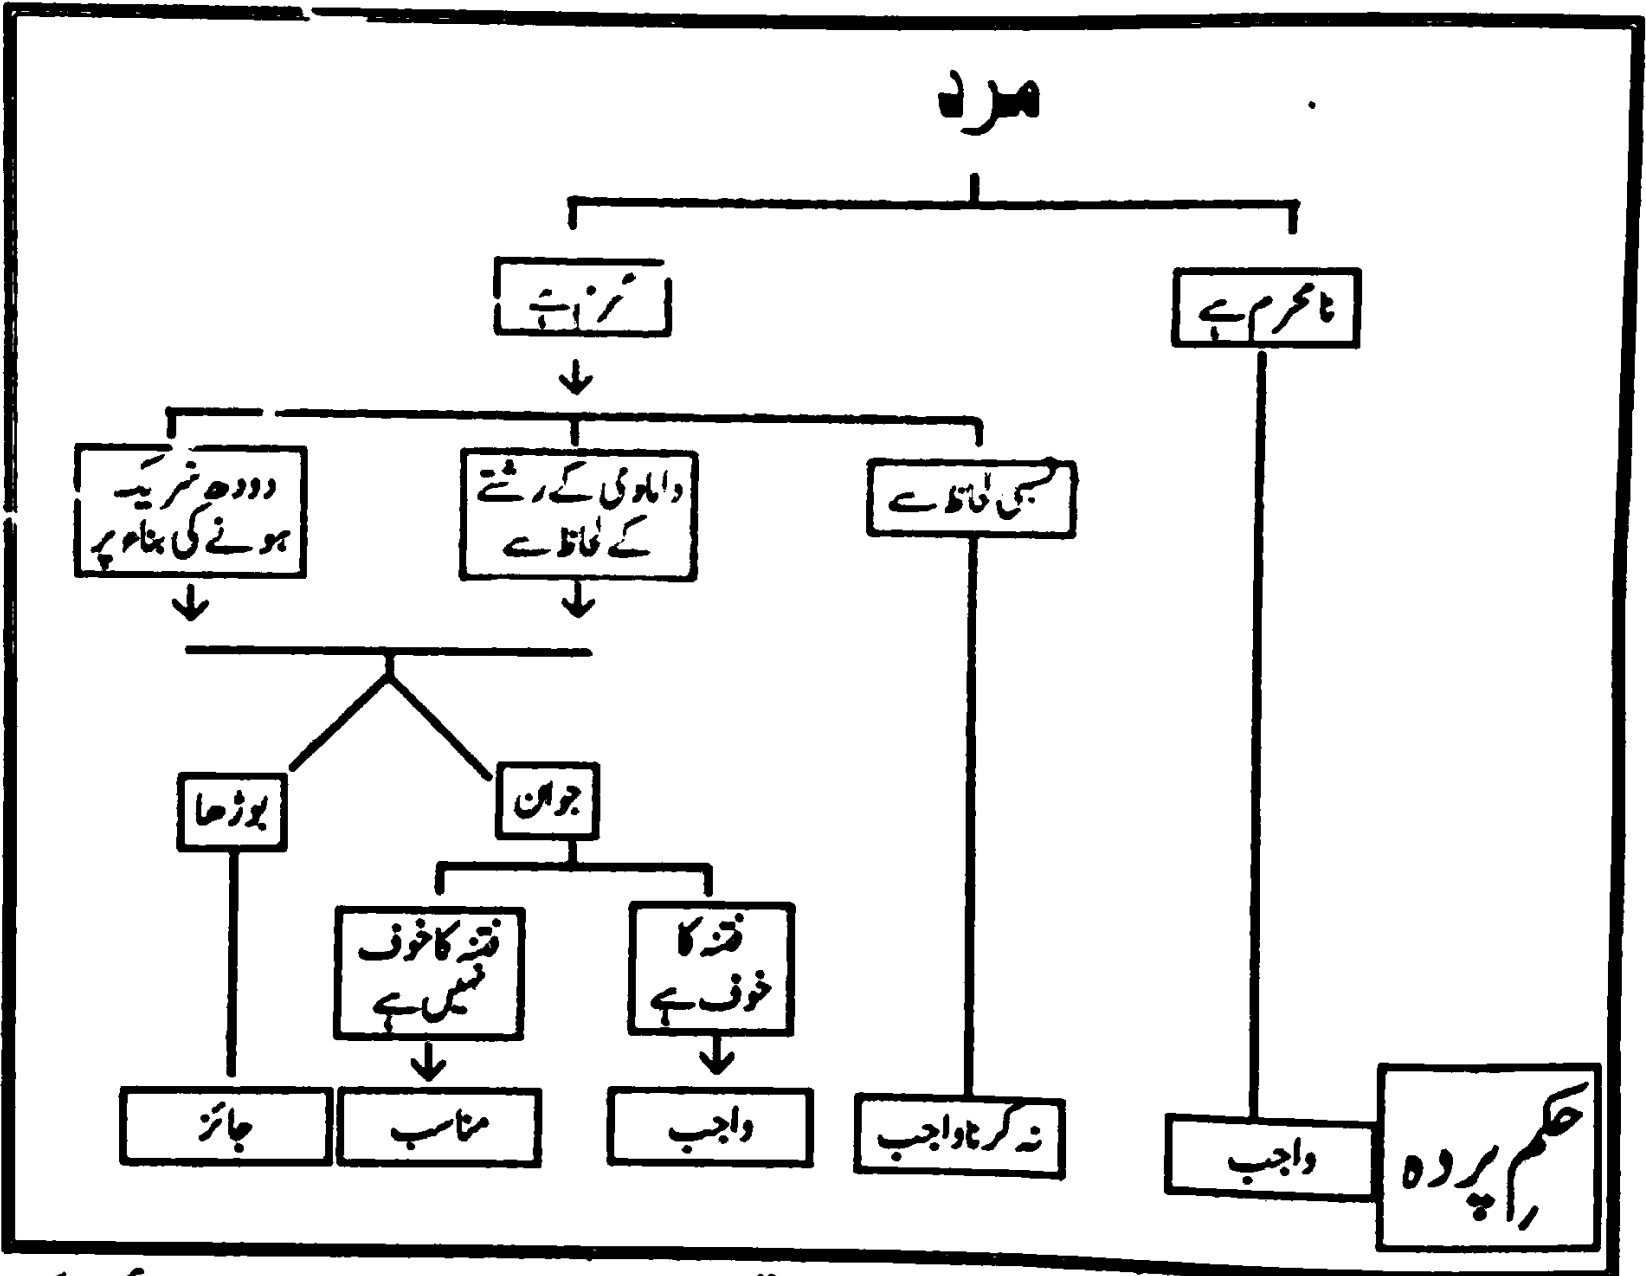 مرد
نامحرم ہے
محرم ہے
نسبی لحاظ سے
دامادی کے رشتے
کے لحاظ سے
دودھ شریک
ہونے کی بناء پر
جوان
بوڑھا
فتنہ کا
خوف ہے
فتنہ کا خوف
نہیں ہے
حکمِ پردہ
واجب
نہ کرنا واجب
واجب
مناسب
جائز